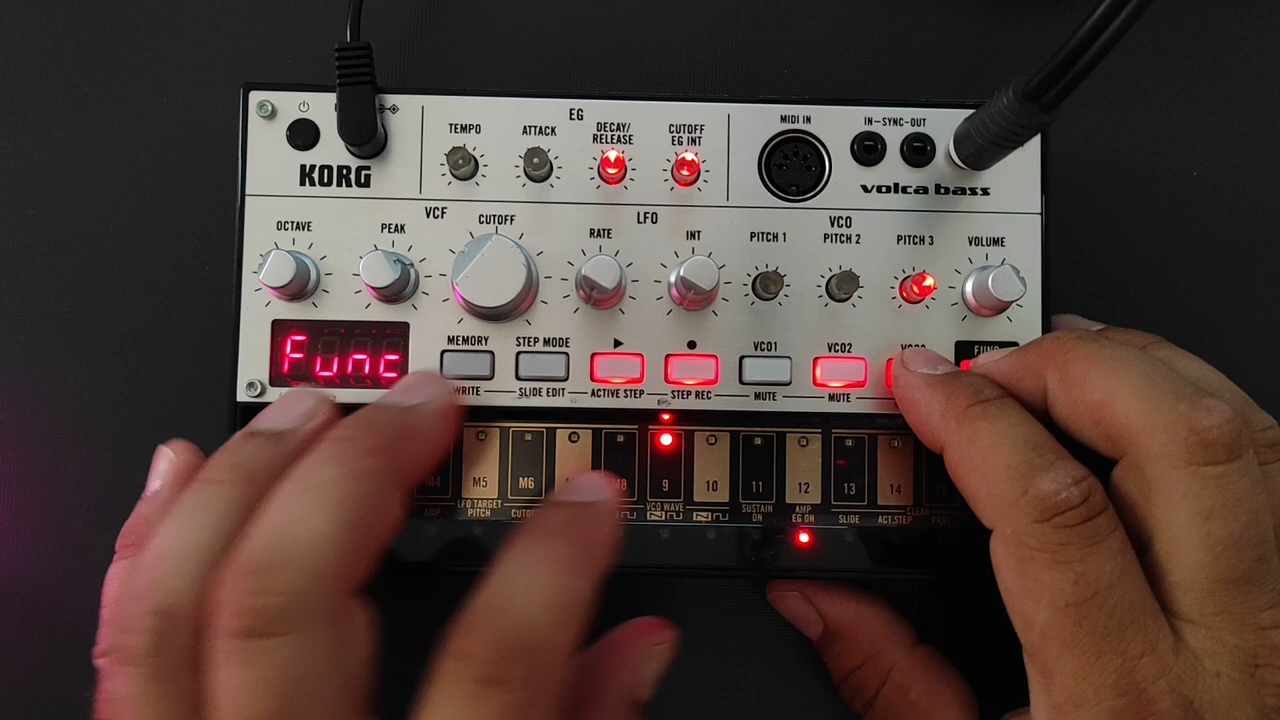 EG
TEMPO
ATTACK
DECAY/
RELEASE
CUTOFF
EG INT
MIDI IN
IN-SYNC-OUT
KORG
volca bass
VCF
LFO
VCO
OCTAVE
PEAK
CUTOFF
RATE
INT
PITCH 1
PITCH 2
PITCH 3
VOLUME
Func
MEMORY
STEP MODE
VCO1
VCO2
WRITE
SLIDE EDIT
ACTIVE STEP
STEP REC
MUTE
MUTE
M5
M6
M8
9
10
11
12
13
14
AMP
LFO TARGET
PITCH
VCO WAVE
SUSTAIN
ON
AMP
EG ON
SLIDE
CLEAR
ACT.STEP